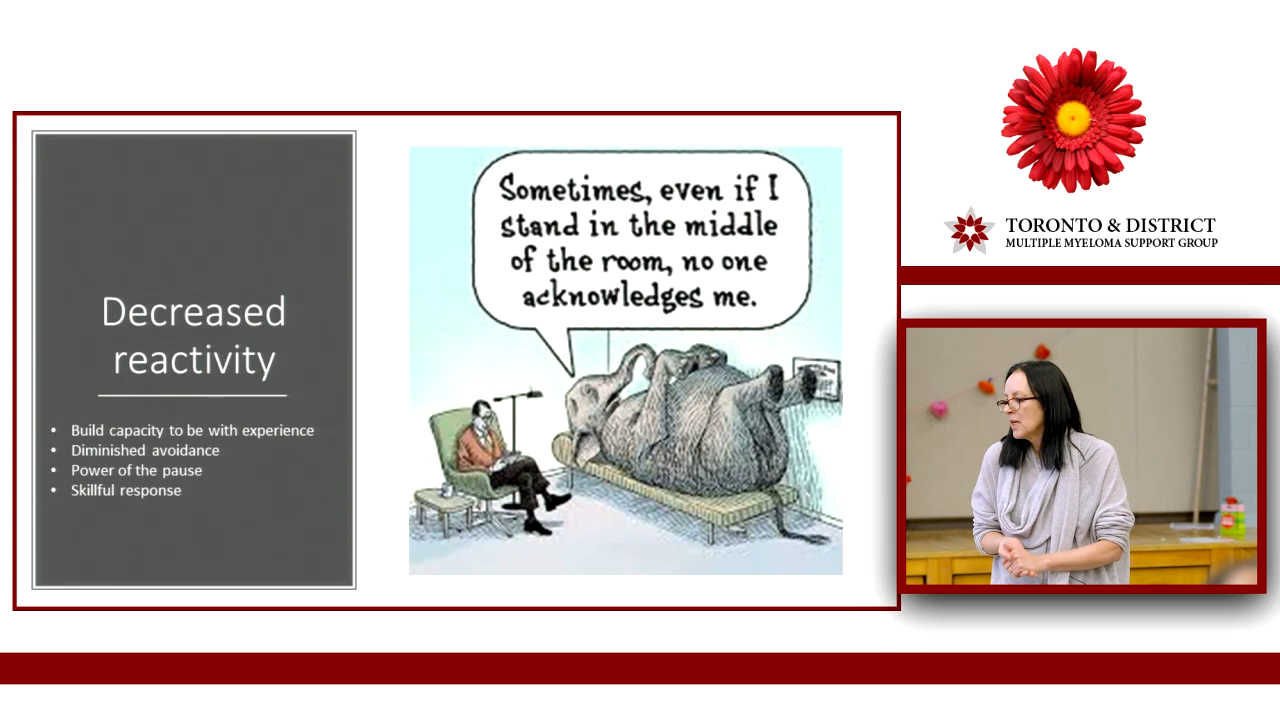 Decreased
reactivity
• Build capacity to be with experience
• Diminished avoidance
• Power of the pause
• Skillful response
Sometimes, even if I
stand in the middle
of the room, no one
acknowledges me.
TORONTO & DISTRICT
MULTIPLE MYELOMA SUPPORT GROUP